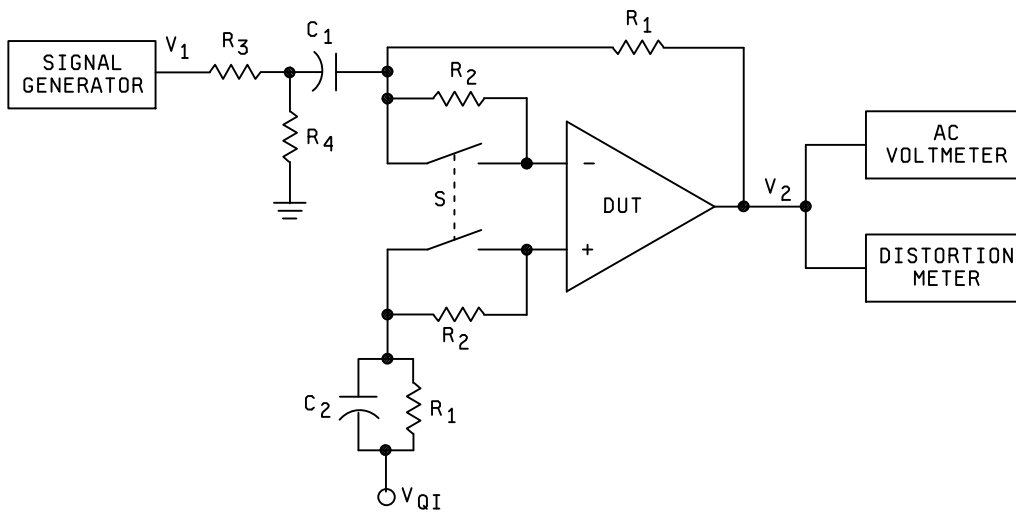 SIGNAL
GENERATOR
V1
R3
C1
R4
R1
R2
S
−
DUT
+
V2
AC
VOLTMETER
DISTORTION
METER
R2
C2
R1
VQI